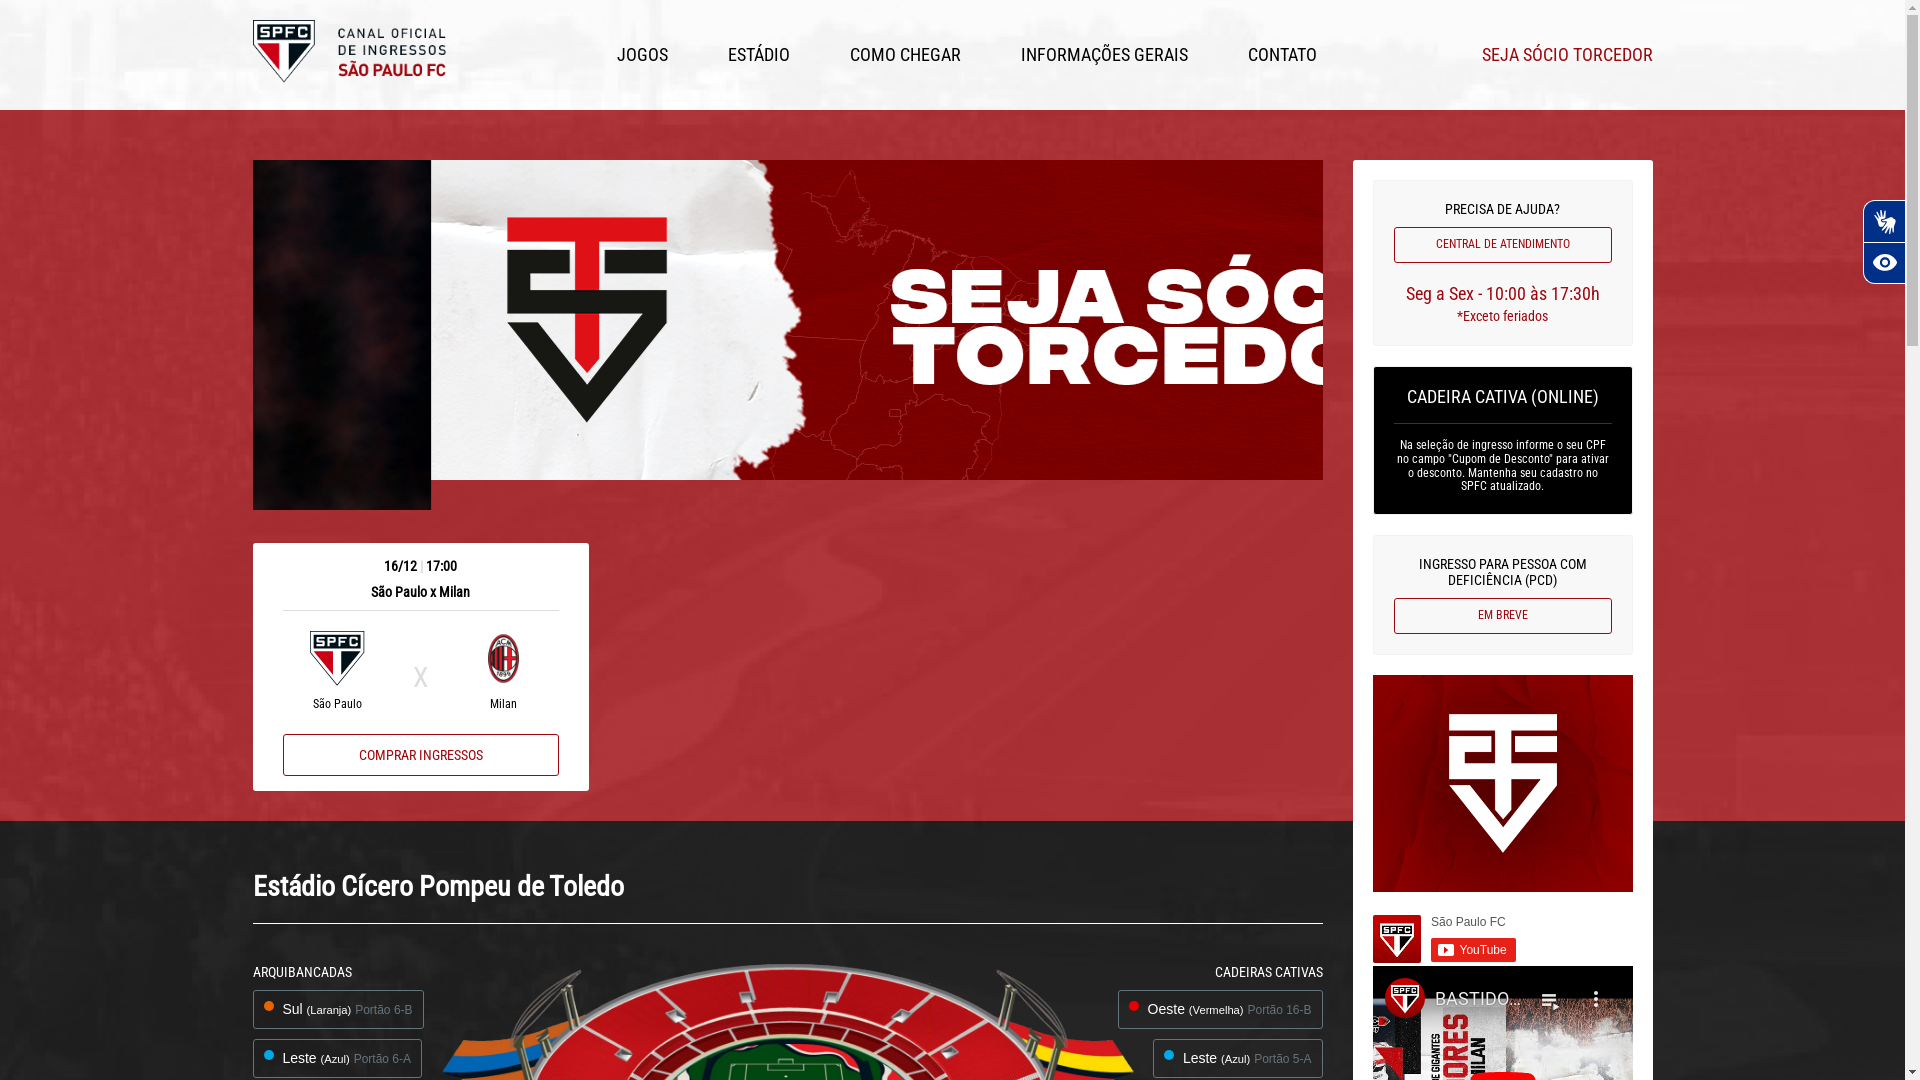 SPFC
CANAL OFICIAL
DE INGRESSOS
SÃO PAULO FC
JOGOS
ESTÁDIO
COMO CHEGAR
INFORMAÇÕES GERAIS
CONTATO
SEJA SÓCIO TORCEDOR
SEJA SÓC
TORCEDO
PRECISA DE AJUDA?
CENTRAL DE ATENDIMENTO
Seg a Sex - 10:00 às 17:30h
*Exceto feriados
CADEIRA CATIVA (ONLINE)
Na seleção de ingresso informe o seu CPF
no campo "Cupom de Desconto" para ativar
o desconto. Mantenha seu cadastro no
SPFC atualizado.
INGRESSO PARA PESSOA COM
DEFICIÊNCIA (PCD)
EM BREVE
16/12 | 17:00
São Paulo x Milan
SPFC
X
São Paulo
Milan
COMPRAR INGRESSOS
São Paulo FC
YouTube
SPFC
BASTIDO...
Estádio Cícero Pompeu de Toledo
ARQUIBANCADAS
Sul (Laranja) Portão 6-B
Leste (Azul) Portão 6-A
CADEIRAS CATIVAS
Oeste (Vermelha) Portão 16-B
Leste (Azul) Portão 5-A